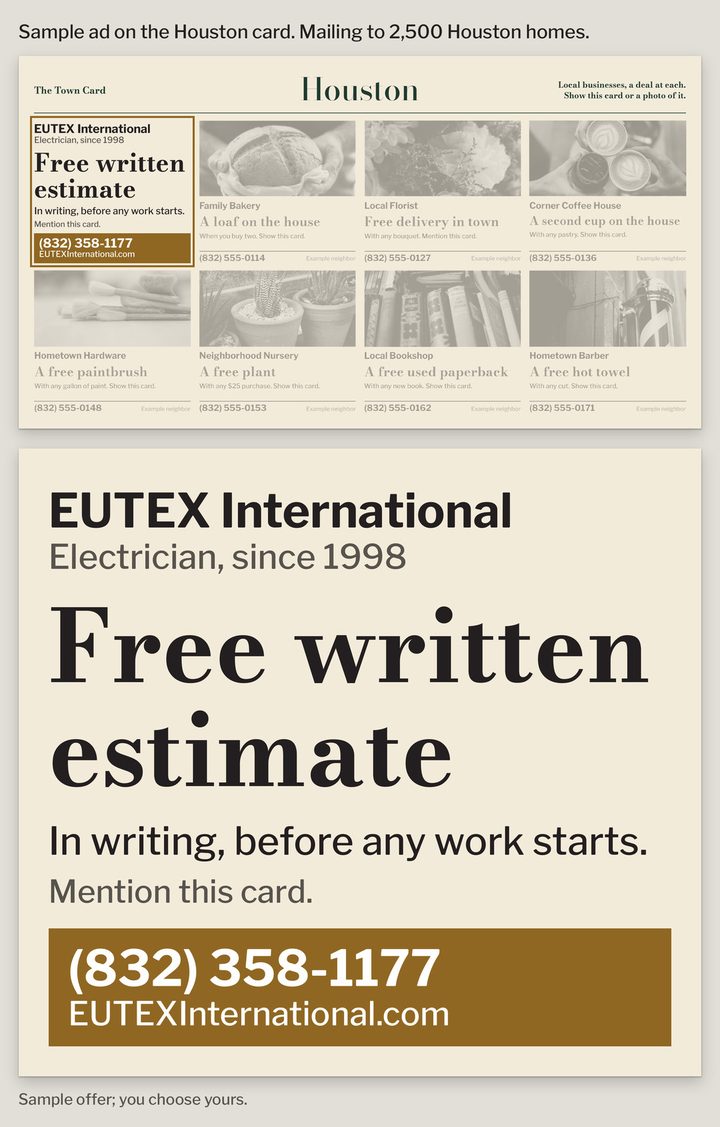 Sample ad on the Houston card. Mailing to 2,500 Houston homes.
The Town Card
Houston
Local businesses, a deal at each.
Show this card or a photo of it.
EUTEX International
Electrician, since 1998
Free written
estimate
In writing, before any work starts.
Mention this card.
(832) 358-1177
EUTEXInternational.com
Family Bakery
A loaf on the house
When you buy two. Show this card.
(832) 555-0114
Example neighbor
Local Florist
Free delivery in town
With any bouquet. Mention this card.
(832) 555-0127
Example neighbor
Corner Coffee House
A second cup on the house
With any pastry. Show this card.
(832) 555-0136
Example neighbor
Hometown Hardware
A free paintbrush
With any gallon of paint. Show this card.
(832) 555-0148
Example neighbor
Neighborhood Nursery
A free plant
With any $25 purchase. Show this card.
(832) 555-0153
Example neighbor
Local Bookshop
A free used paperback
With any new book. Show this card.
(832) 555-0162
Example neighbor
Hometown Barber
A free hot towel
With any cut. Show this card.
(832) 555-0171
Example neighbor
EUTEX International
Electrician, since 1998
Free written
estimate
In writing, before any work starts.
Mention this card.
(832) 358-1177
EUTEXInternational.com
Sample offer; you choose yours.